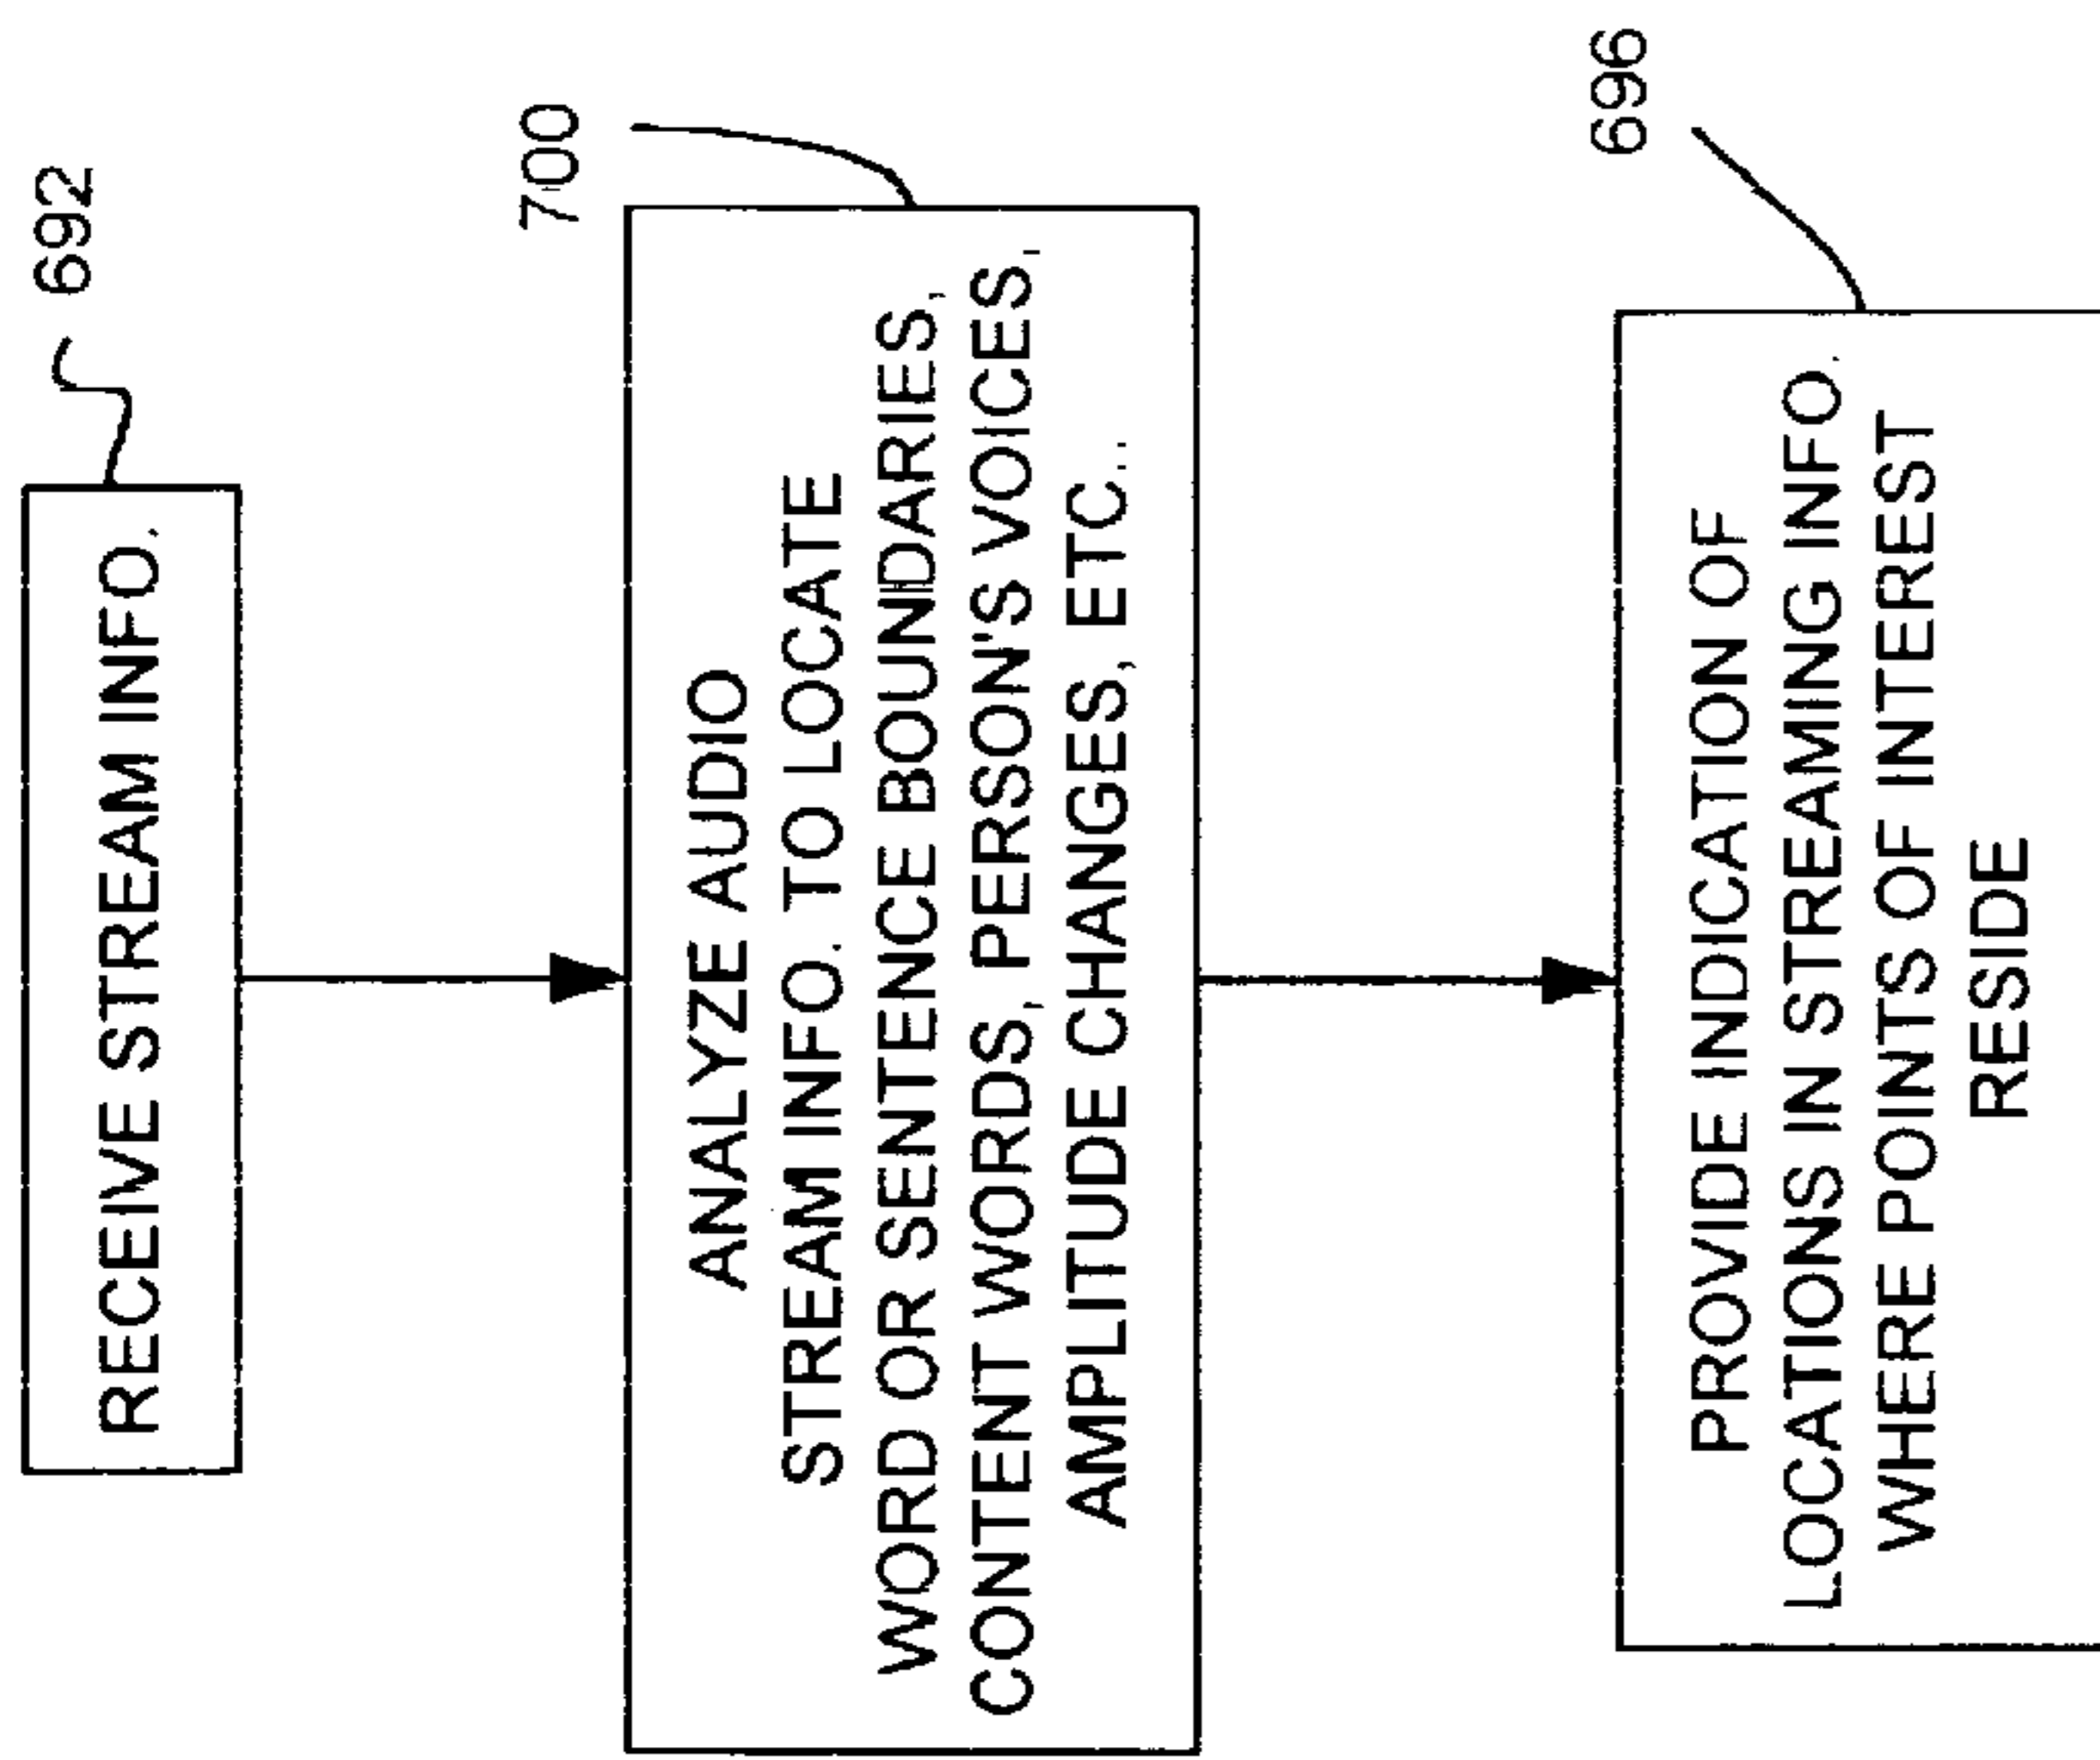 692
RECEIVE STREAM INFO.
700
ANALYZE AUDIO
STREAM INFO. TO LOCATE
WORD OR SENTENCE BOUNDARIES,
CONTENT WORDS, PERSON'S VOICES,
AMPLITUDE CHANGES, ETC...
696
PROVIDE INDICATION OF
LOCATIONS IN STREAMING INFO.
WHERE POINTS OF INTEREST
RESIDE